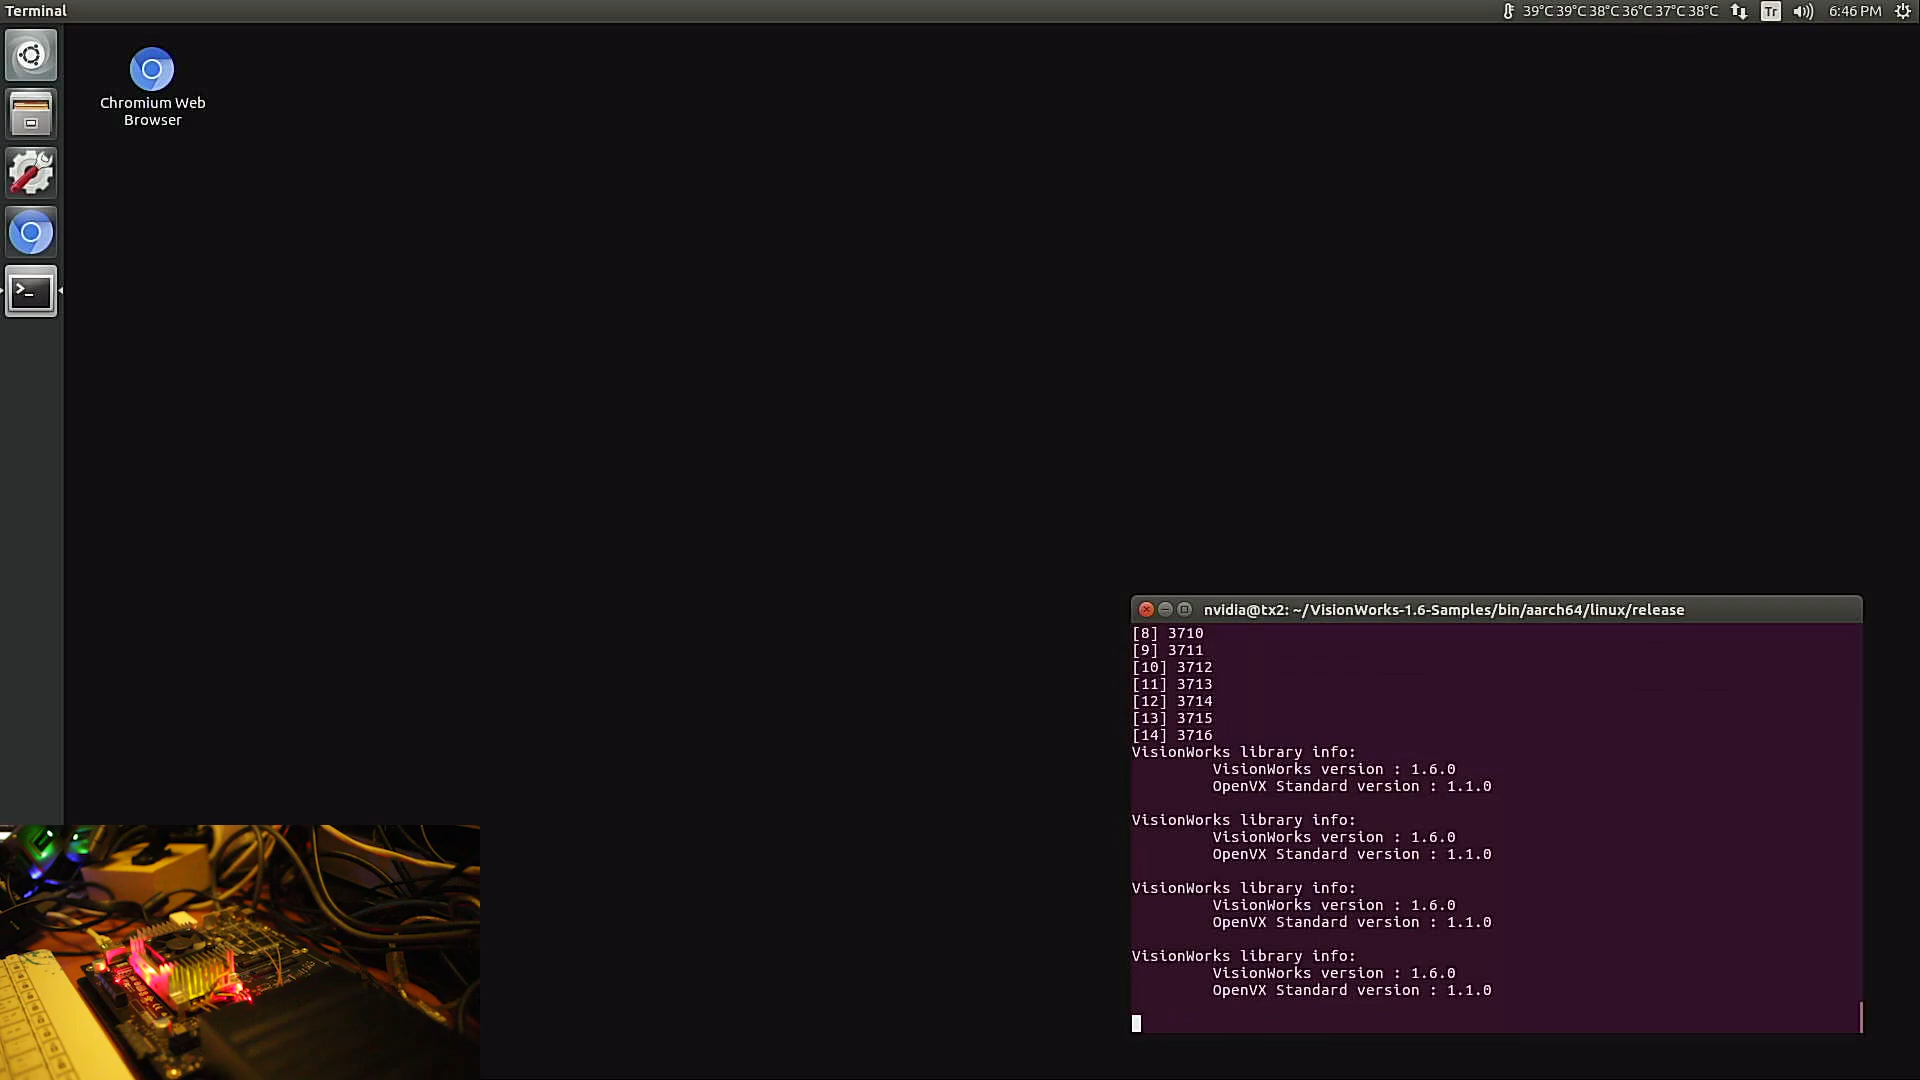 Terminal
39°C 39°C 38°C 36°C 37°C 38°C
Tr
6:46 PM
Chromium Web
Browser
>_
nvidia@tx2: ~/VisionWorks-1.6-Samples/bin/aarch64/linux/release
[8] 3710
[9] 3711
[10] 3712
[11] 3713
[12] 3714
[13] 3715
[14] 3716
VisionWorks library info:
VisionWorks version : 1.6.0
OpenVX Standard version : 1.1.0
VisionWorks library info:
VisionWorks version : 1.6.0
OpenVX Standard version : 1.1.0
VisionWorks library info:
VisionWorks version : 1.6.0
OpenVX Standard version : 1.1.0
VisionWorks library info:
VisionWorks version : 1.6.0
OpenVX Standard version : 1.1.0